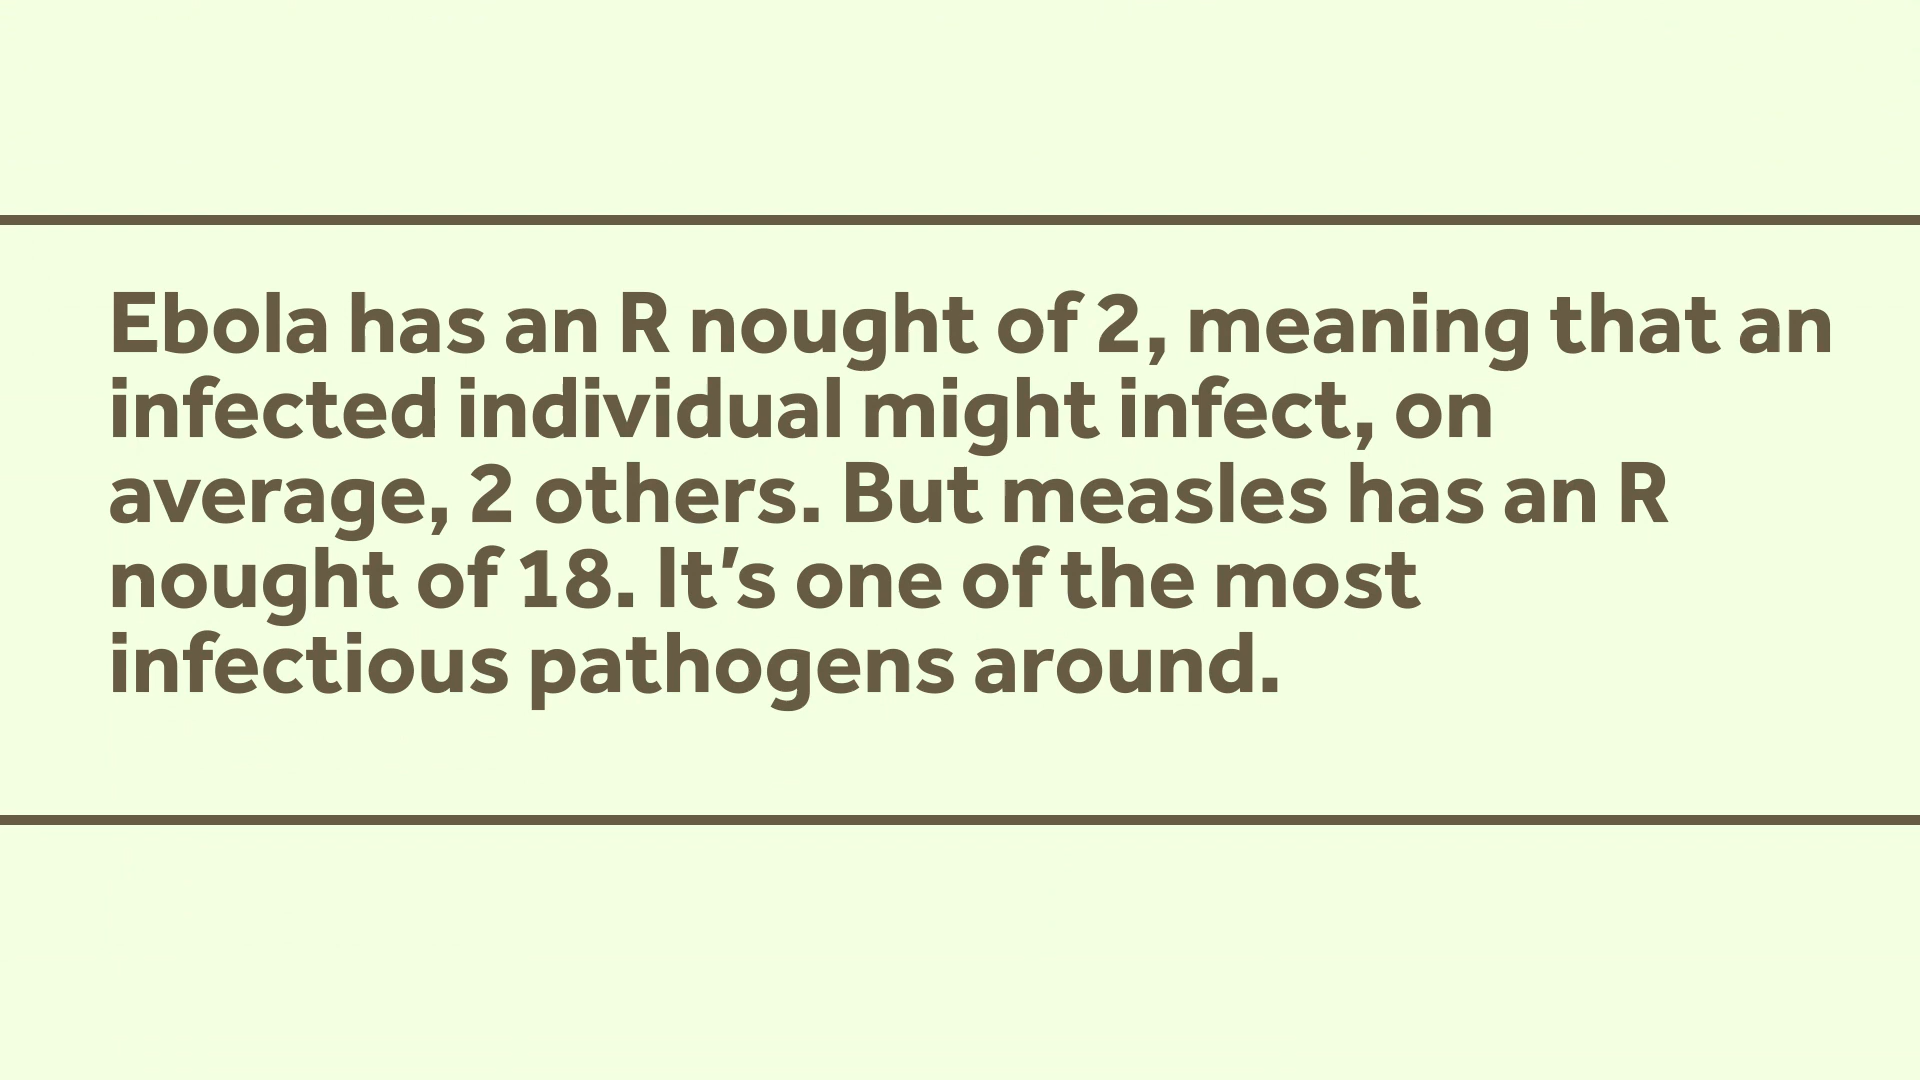 Ebola has an R nought of 2, meaning that an
infected individual might infect, on
average, 2 others. But measles has an R
nought of 18. It’s one of the most
infectious pathogens around.